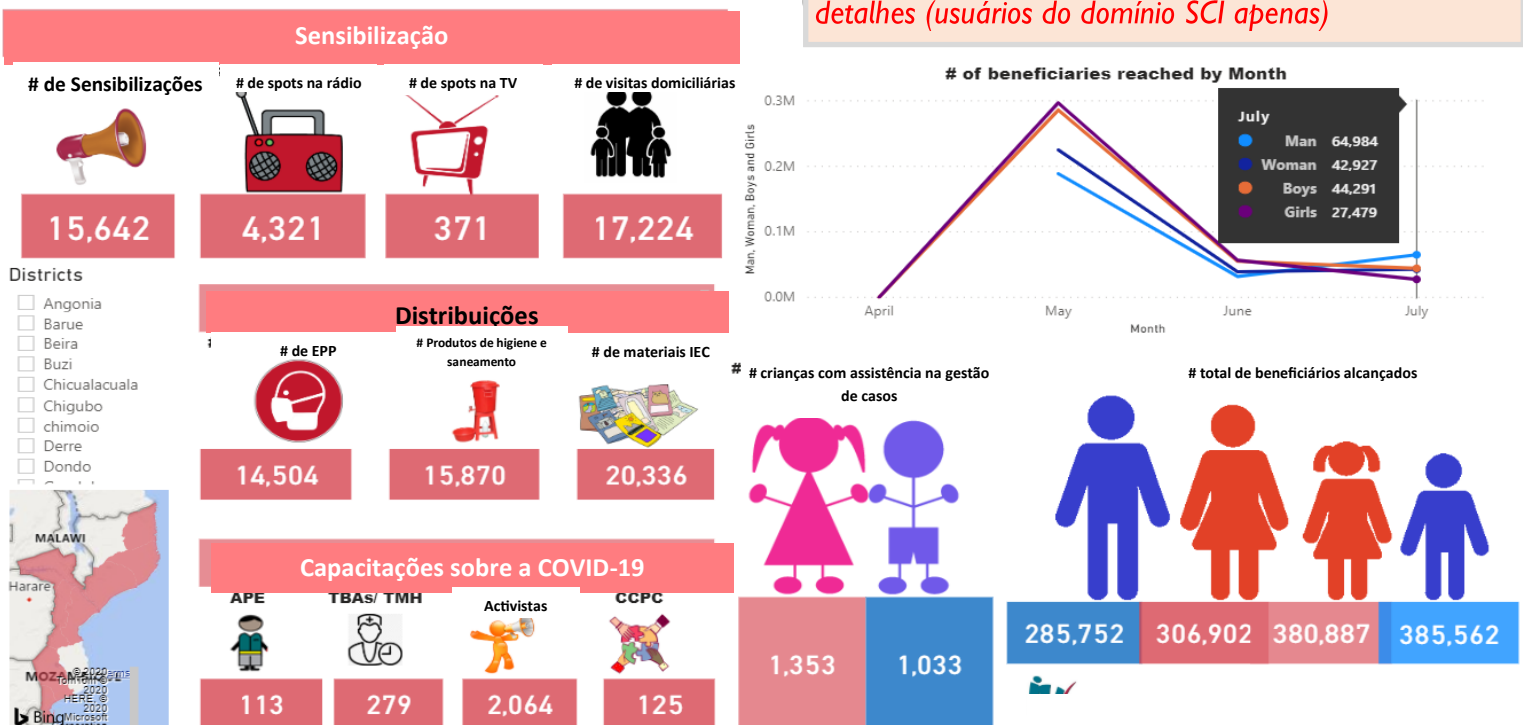 detalhes (usuários do domínio SCI apenas)
Sensibilização
# de Sensibilizações
# de spots na rádio
# de spots na TV
# de visitas domiciliárias
15,642
4,321
371
17,224
# of beneficiaries reached by Month
Man, Woman, Boys and Girls
0.3M
0.2M
0.1M
0.0M
April
May
June
July
Month
July
Man 64,984
Woman 42,927
Boys 44,291
Girls 27,479
Districts
Angonia
Barue
Beira
Buzi
Chicualacuala
Chigubo
chimoio
Derre
Dondo
Distribuições
# de EPP
# Produtos de higiene e
saneamento
# de materiais IEC
14,504
15,870
20,336
#
# crianças com assistência na gestão
de casos
1,353
1,033
# total de beneficiários alcançados
285,752
306,902
380,887
385,562
Capacitações sobre a COVID-19
APE
TBAs/ TMH
Activistas
CCPC
113
279
2,064
125
MALAWI
Harare
© 2020
2020
HERE, ©
2020
Microsoft
Bing